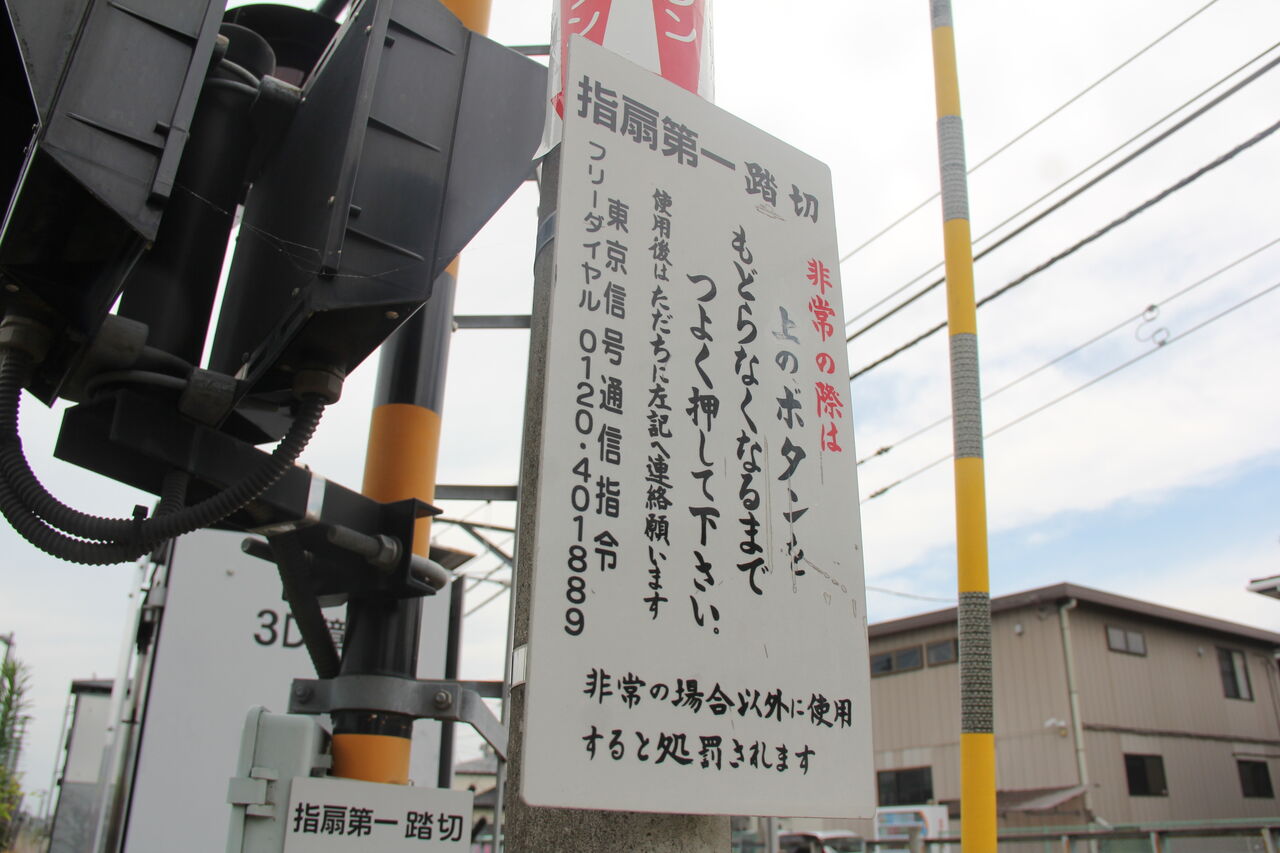 指扇第一踏切
非常の際は
上のボタンを
もどらなくなるまで
つよく押して下さい。
使用後はただちに左記へ連絡願います
東京信号通信指令
フリーダイヤル 0120・401889
非常の場合以外に使用
すると処罰されます
3D
指扇第一踏切